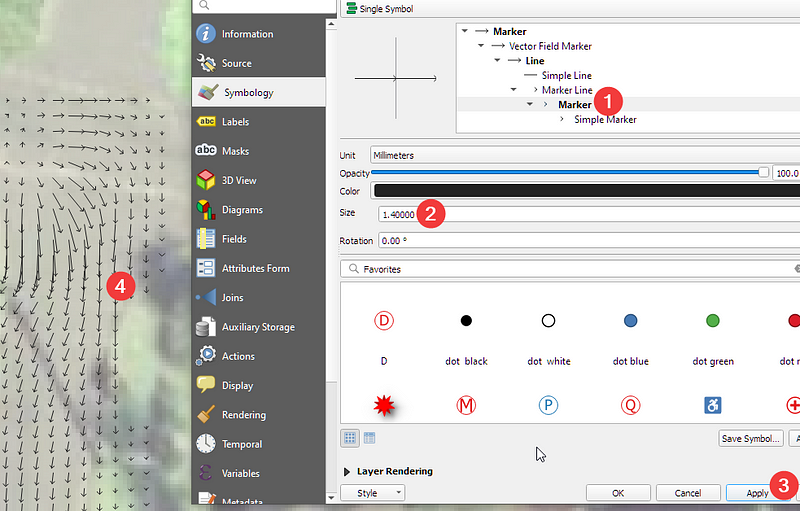 Single Symbol
Information
Source
Symbology
Labels
Masks
3D View
Diagrams
Fields
Attributes Form
Joins
Auxiliary Storage
Actions
Display
Rendering
Temporal
Variables
Metadata
Marker
Vector Field Marker
Line
Simple Line
Marker Line
Marker 1
Simple Marker
Unit Millimeters
Opacity 100.0
Color
Size 1.40000 2
Rotation 0.00 °
Favorites
4
D
D dot black dot white dot blue dot green
M P Q
Save Symbol...
Layer Rendering
Style OK Cancel Apply 3
abc
abc